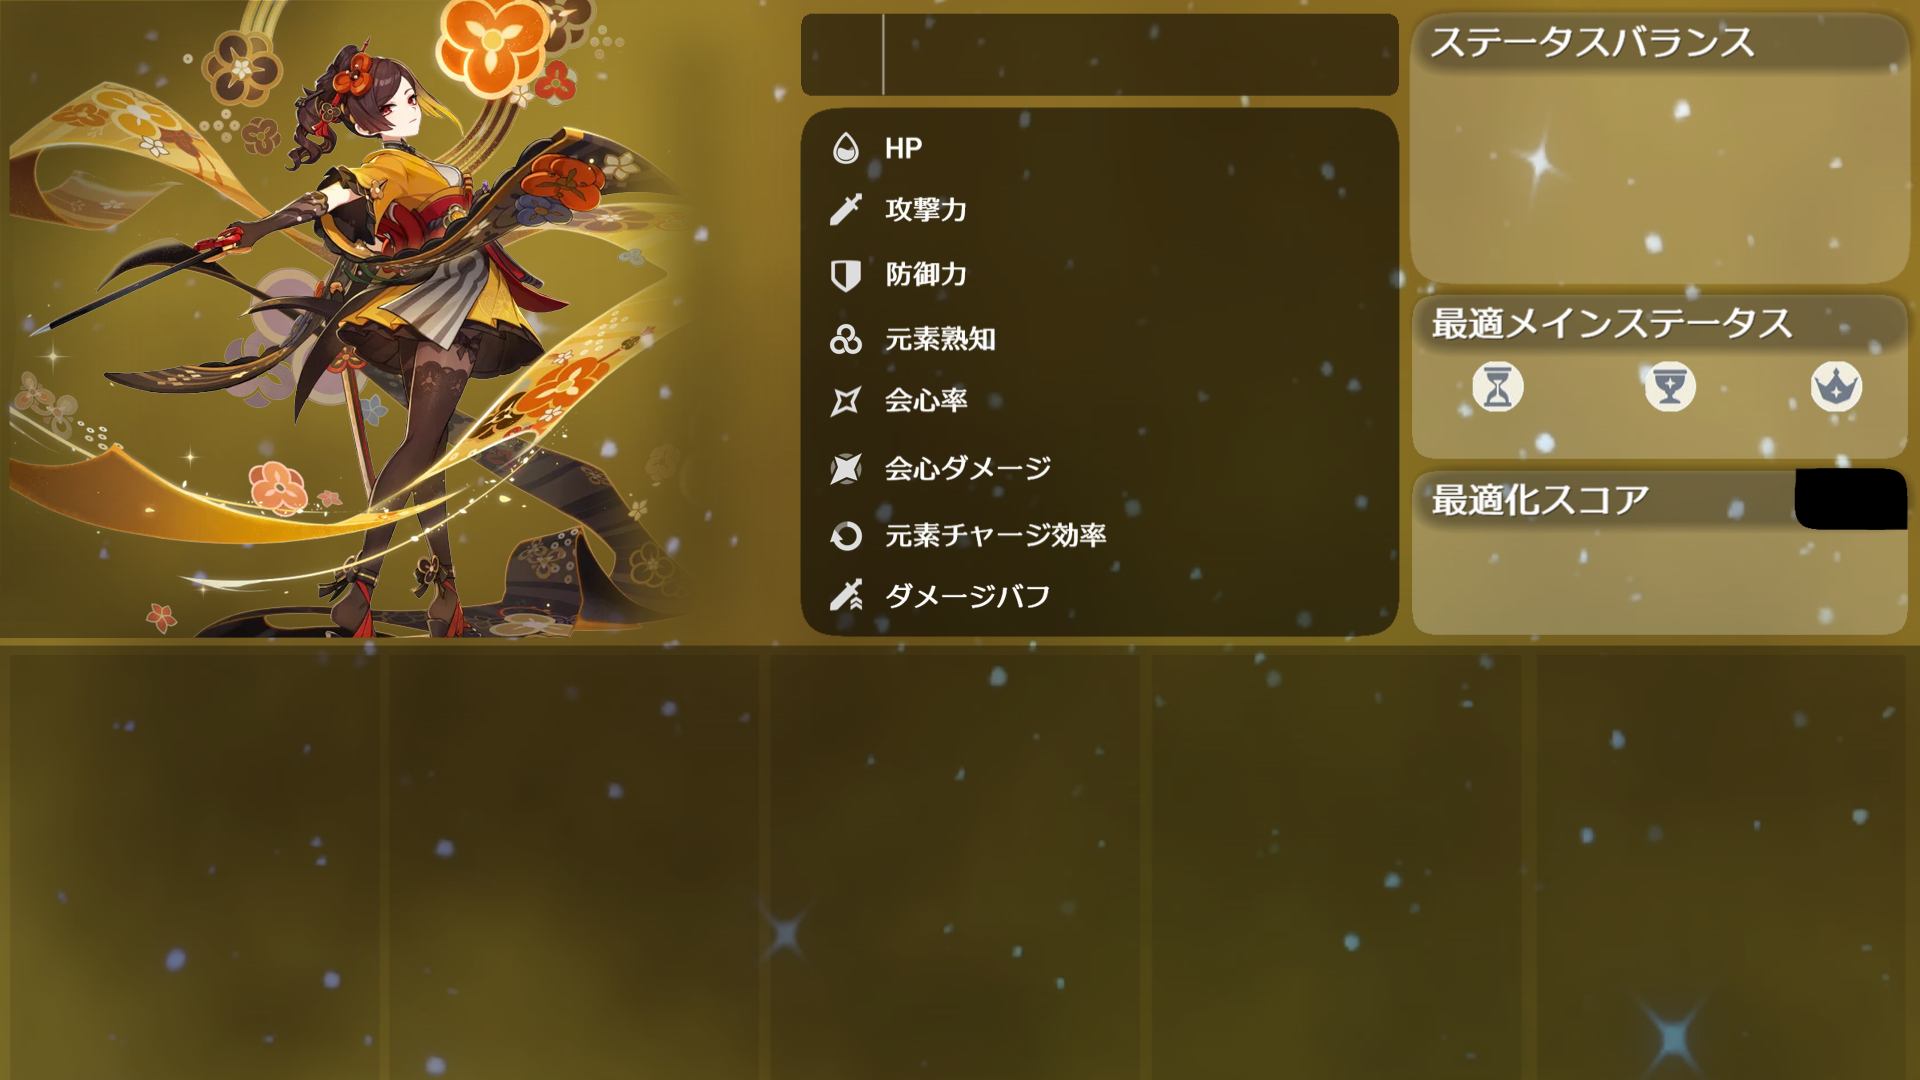 HP
攻撃力
防御力
元素熟知
会心率
会心ダメージ
元素チャージ効率
ダメージバフ
ステータスバランス
最適メインステータス
最適化スコア